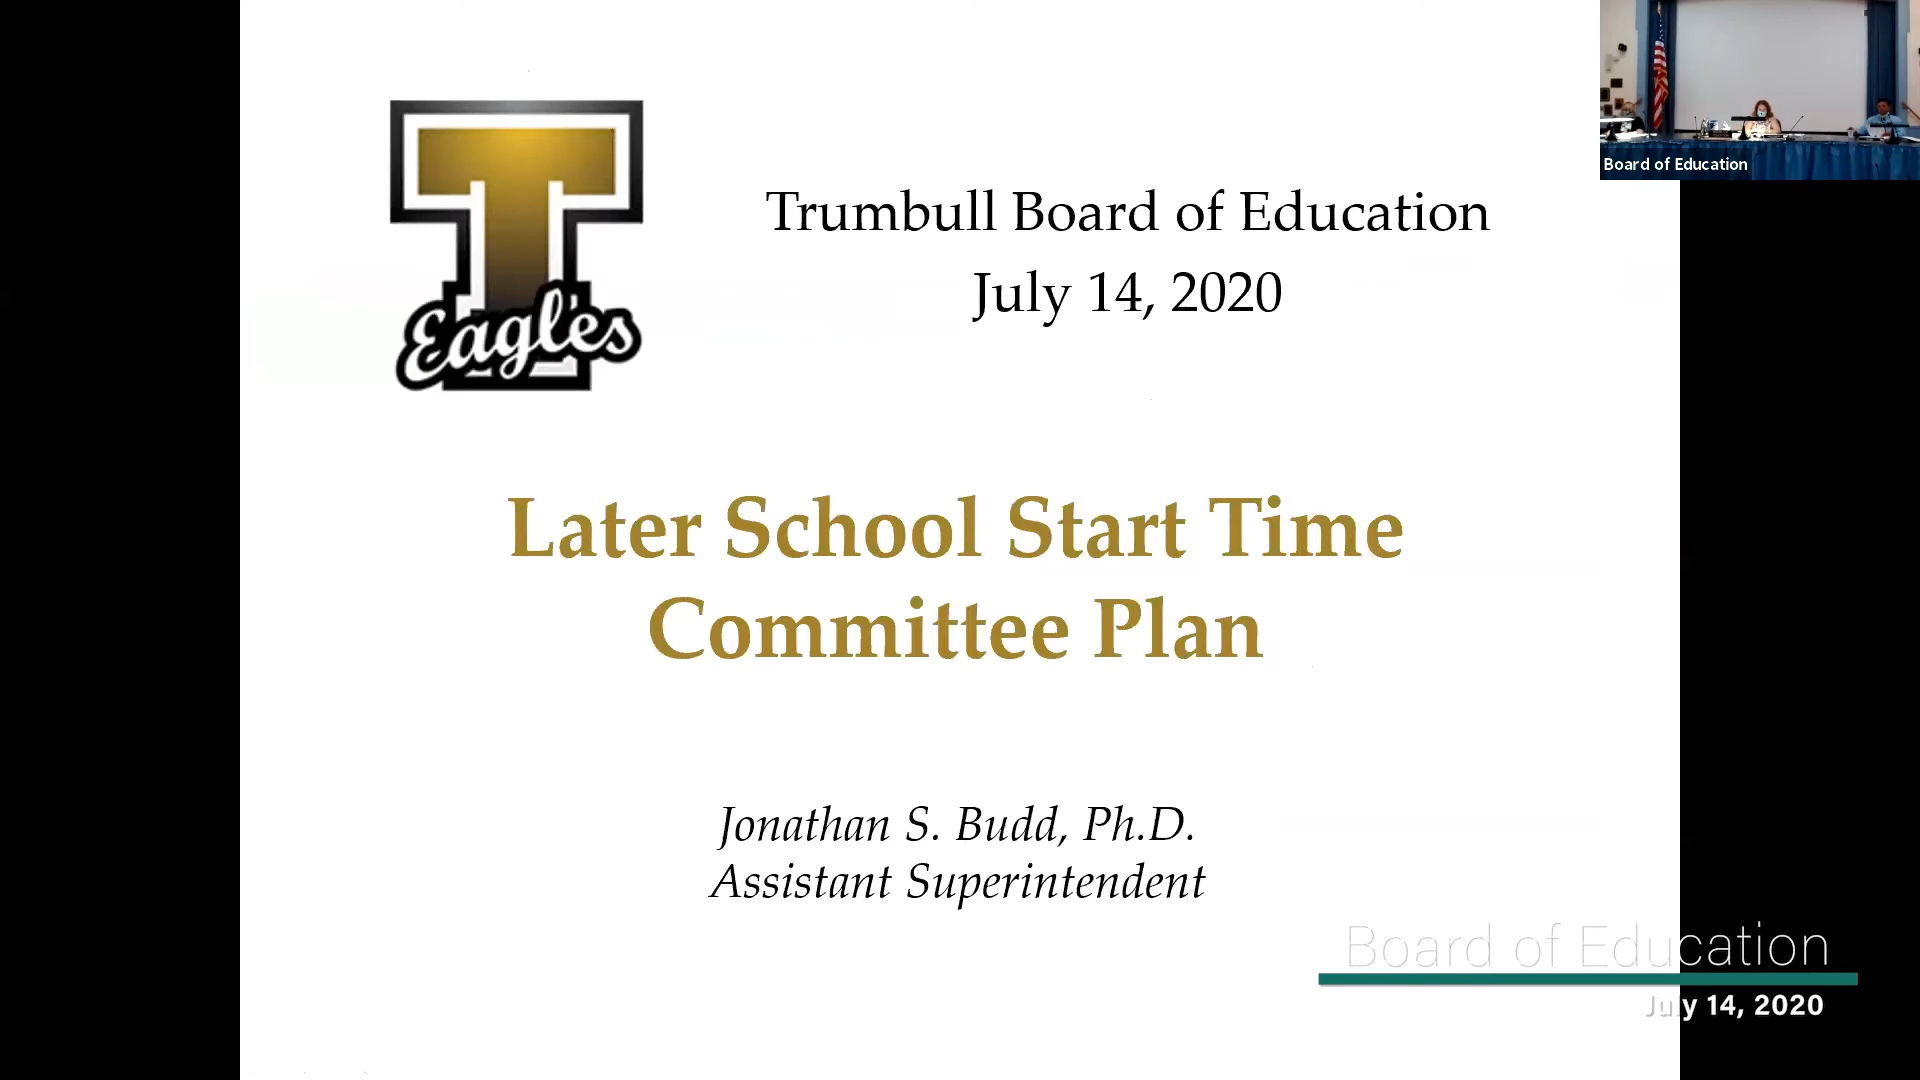 Board of Education
T
Eagles
Trumbull Board of Education
July 14, 2020
Later School Start Time
Committee Plan
Jonathan S. Budd, Ph.D.
Assistant Superintendent
Board of Education
July 14, 2020